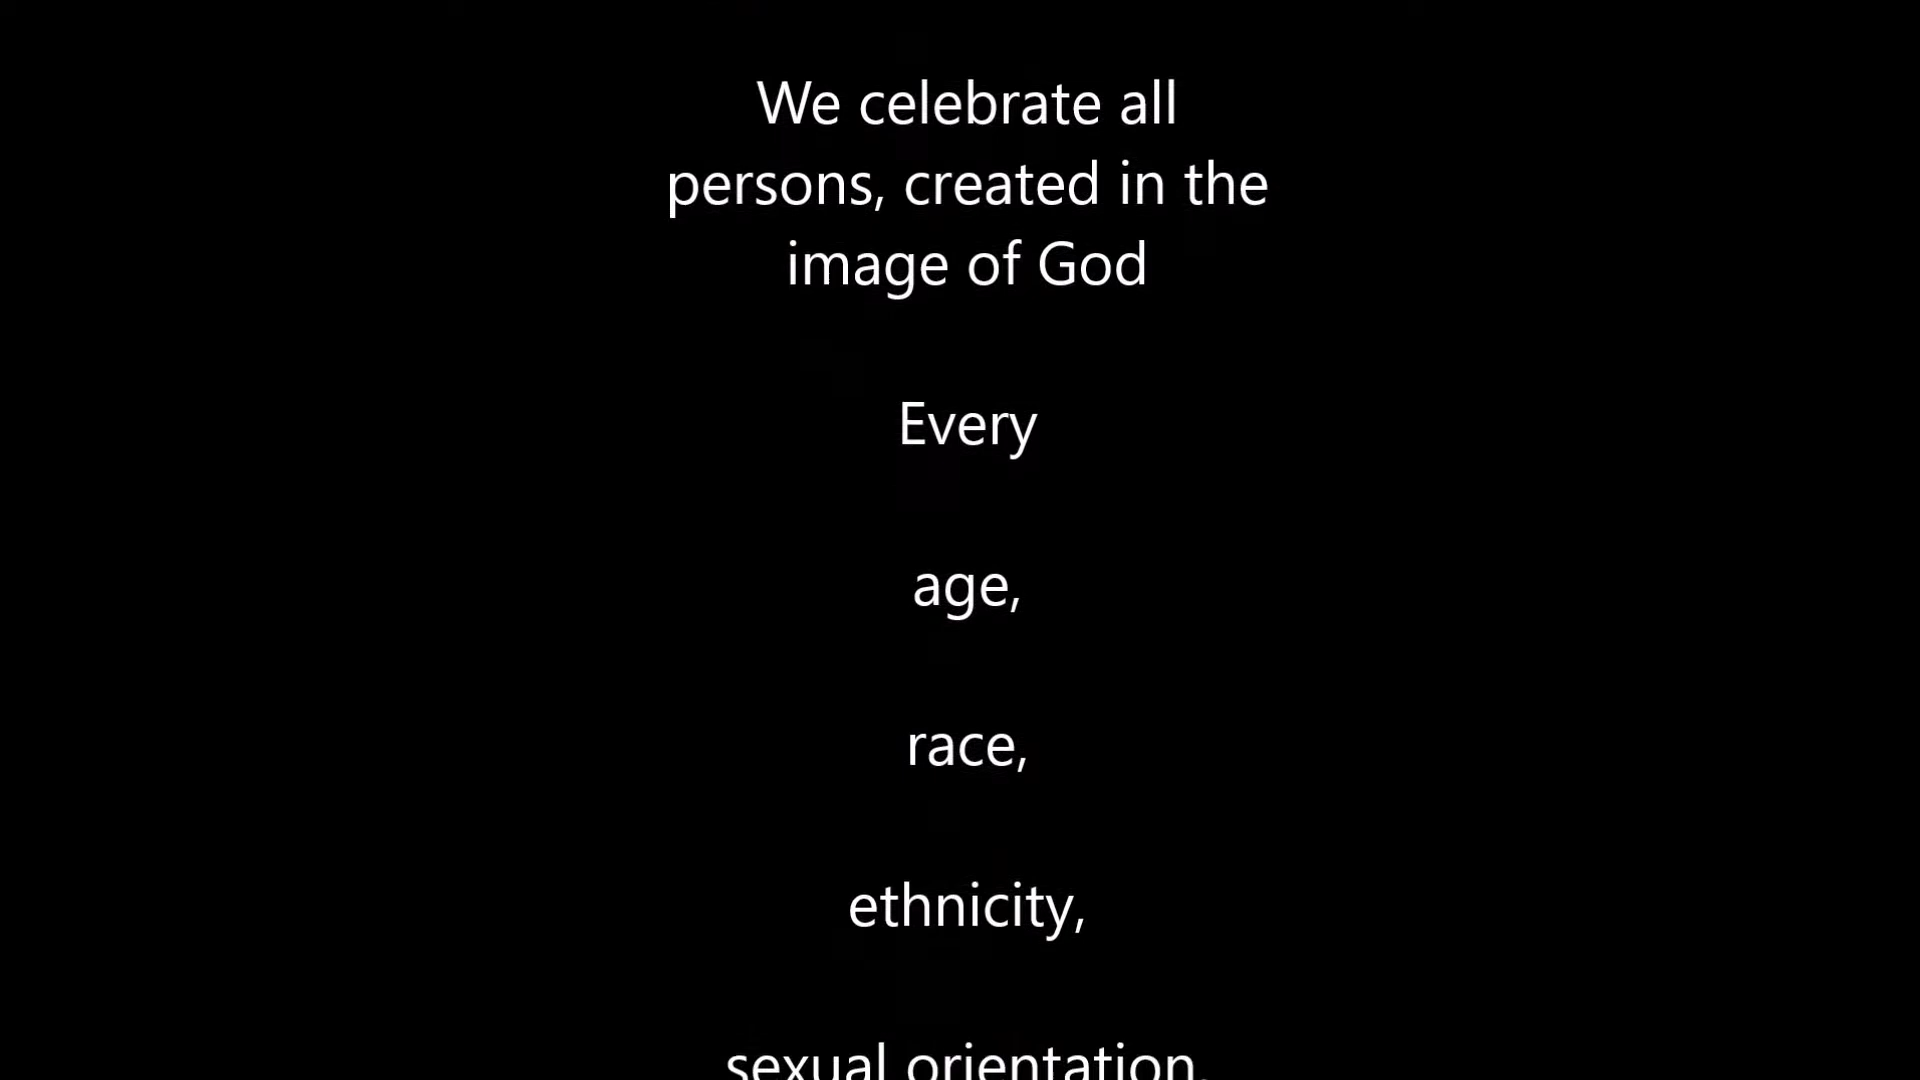 We celebrate all
persons, created in the
image of God
Every
age,
race,
ethnicity,
sexual orientation,